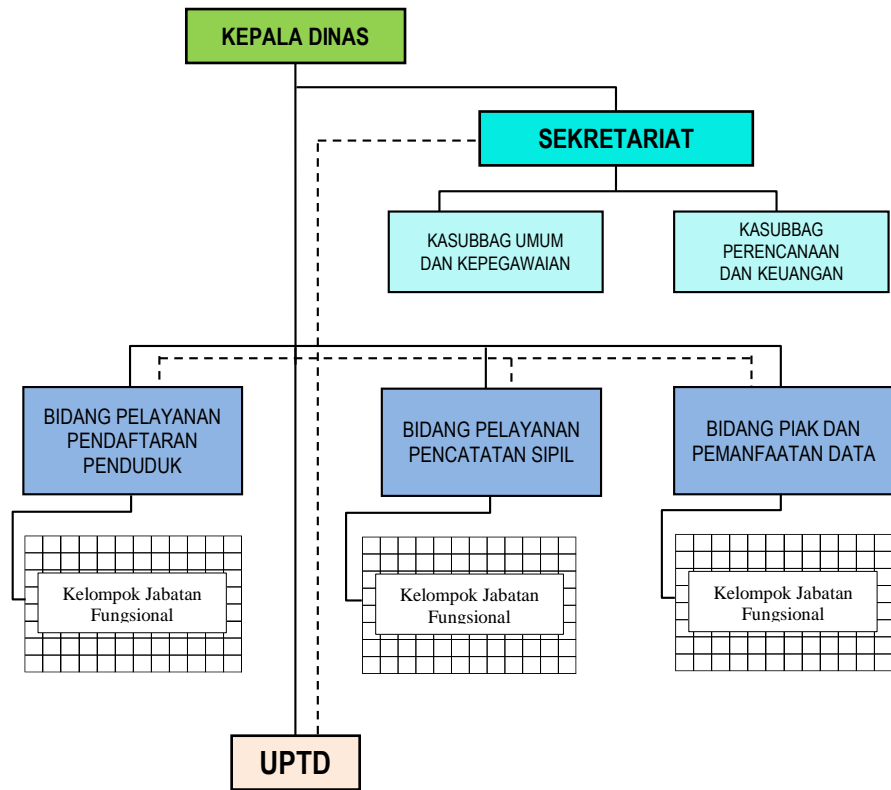 KEPALA DINAS
SEKRETARIAT
KASUBBAG UMUM
DAN KEPEGAWAIAN
KASUBBAG
PERENCANAAN
DAN KEUANGAN
BIDANG PELAYANAN
PENDAFTARAN
PENDUDUK
BIDANG PELAYANAN
PENCATATAN SIPIL
BIDANG PIAK DAN
PEMANFAATAN DATA
Kelompok Jabatan
Fungsional
Kelompok Jabatan
Fungsional
Kelompok Jabatan
Fungsional
UPTD